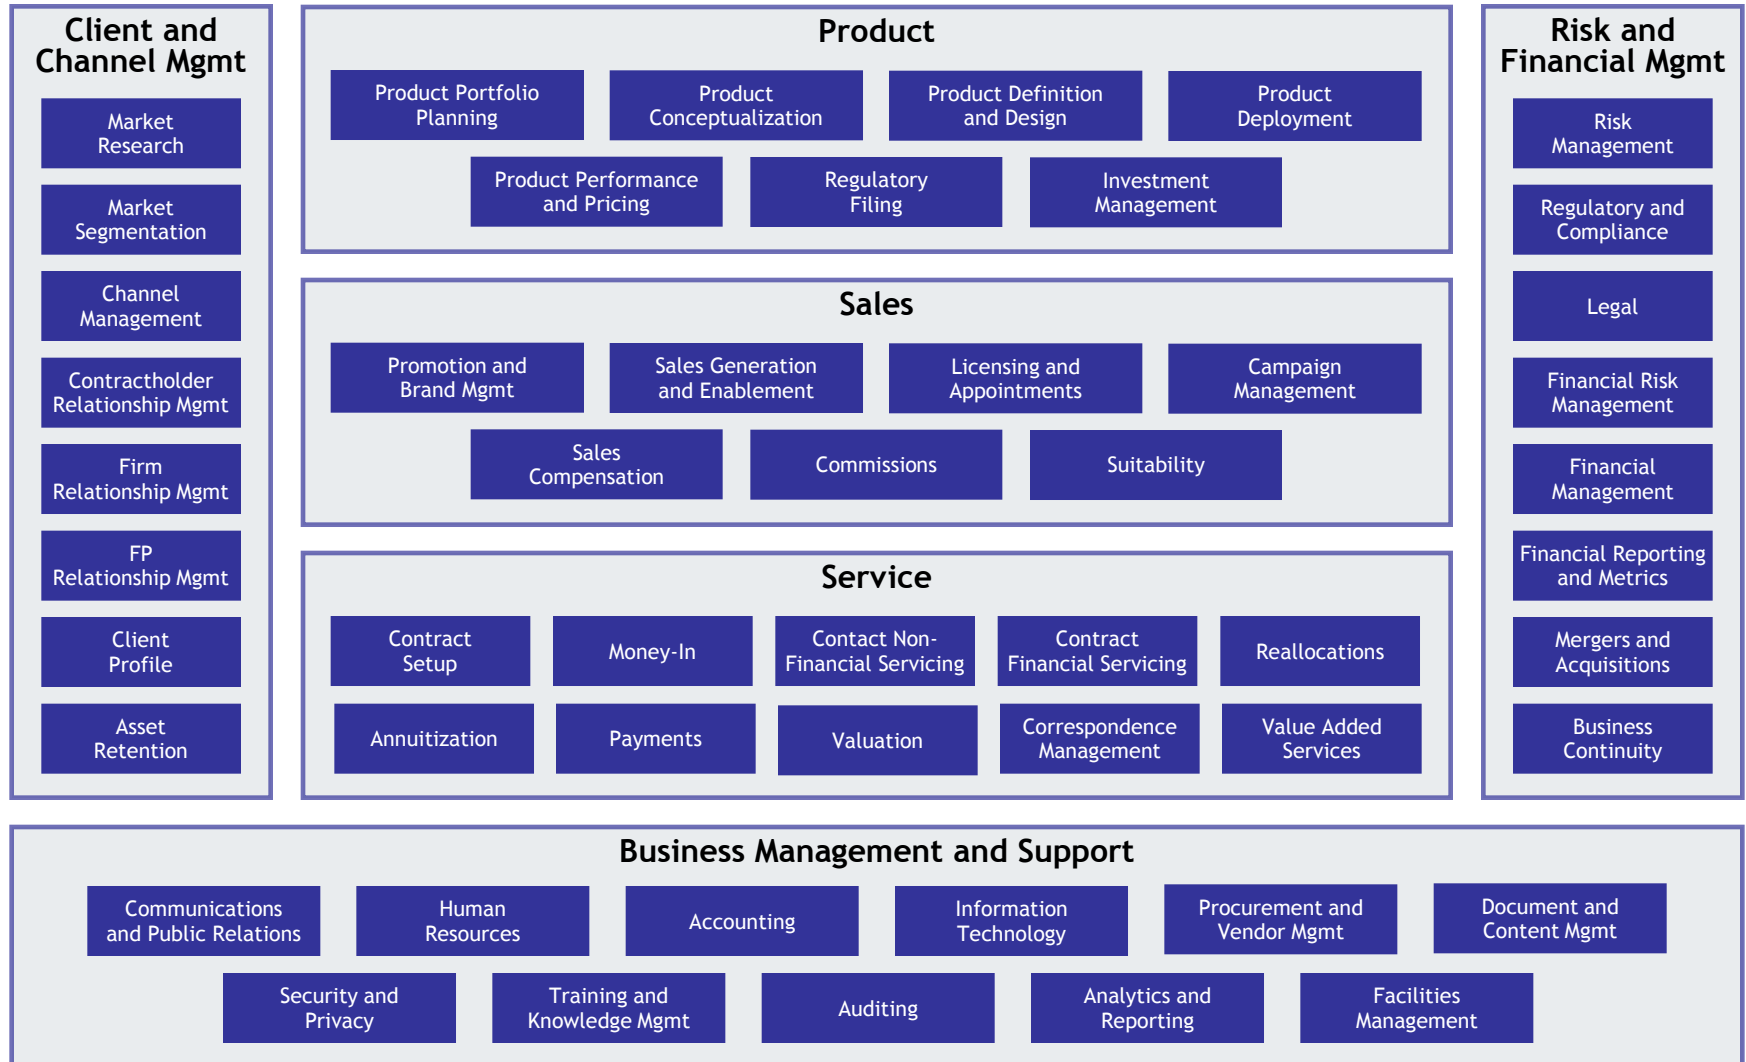 Client and
Channel Mgmt
Market
Research
Market
Segmentation
Channel
Management
Contractholder
Relationship Mgmt
Firm
Relationship Mgmt
FP
Relationship Mgmt
Client
Profile
Asset
Retention
Product
Product Portfolio
Planning
Product
Conceptualization
Product Definition
and Design
Product
Deployment
Product Performance
and Pricing
Regulatory
Filing
Investment
Management
Sales
Promotion and
Brand Mgmt
Sales Generation
and Enablement
Licensing and
Appointments
Campaign
Management
Sales
Compensation
Commissions
Suitability
Service
Contract
Setup
Money-In
Contact Non-
Financial Servicing
Contract
Financial Servicing
Reallocations
Annuitization
Payments
Valuation
Correspondence
Management
Value Added
Services
Risk and
Financial Mgmt
Risk
Management
Regulatory and
Compliance
Legal
Financial Risk
Management
Financial
Management
Financial Reporting
and Metrics
Mergers and
Acquisitions
Business
Continuity
Business Management and Support
Communications
and Public Relations
Human
Resources
Accounting
Information
Technology
Procurement and
Vendor Mgmt
Document and
Content Mgmt
Security and
Privacy
Training and
Knowledge Mgmt
Auditing
Analytics and
Reporting
Facilities
Management